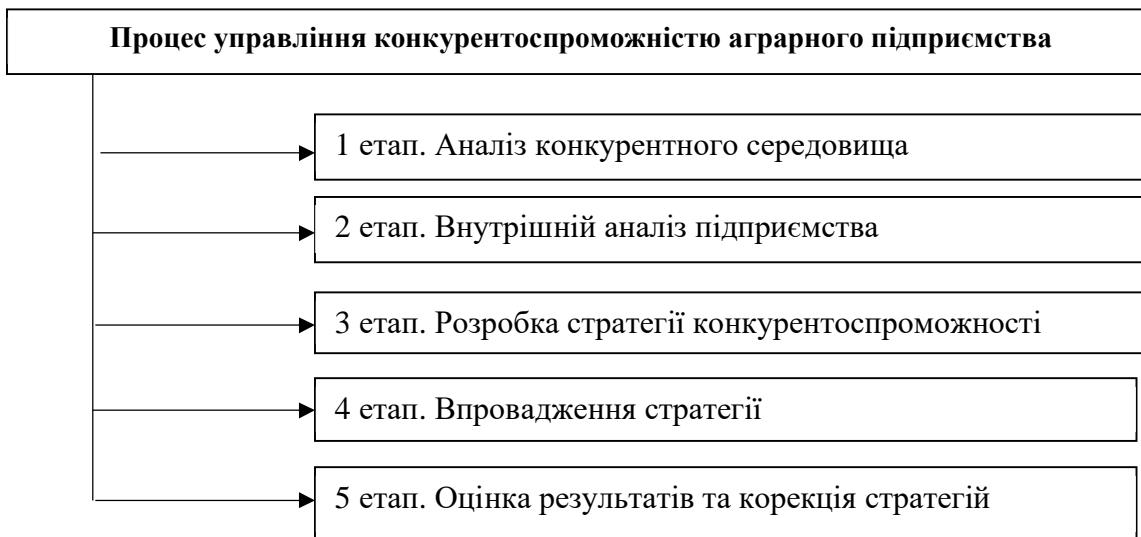 Процес управління конкурентоспроможністю аграрного підприємства
1 етап. Аналіз конкурентного середовища
2 етап. Внутрішній аналіз підприємства
3 етап. Розробка стратегії конкурентоспроможності
4 етап. Впровадження стратегії
5 етап. Оцінка результатів та корекція стратегій